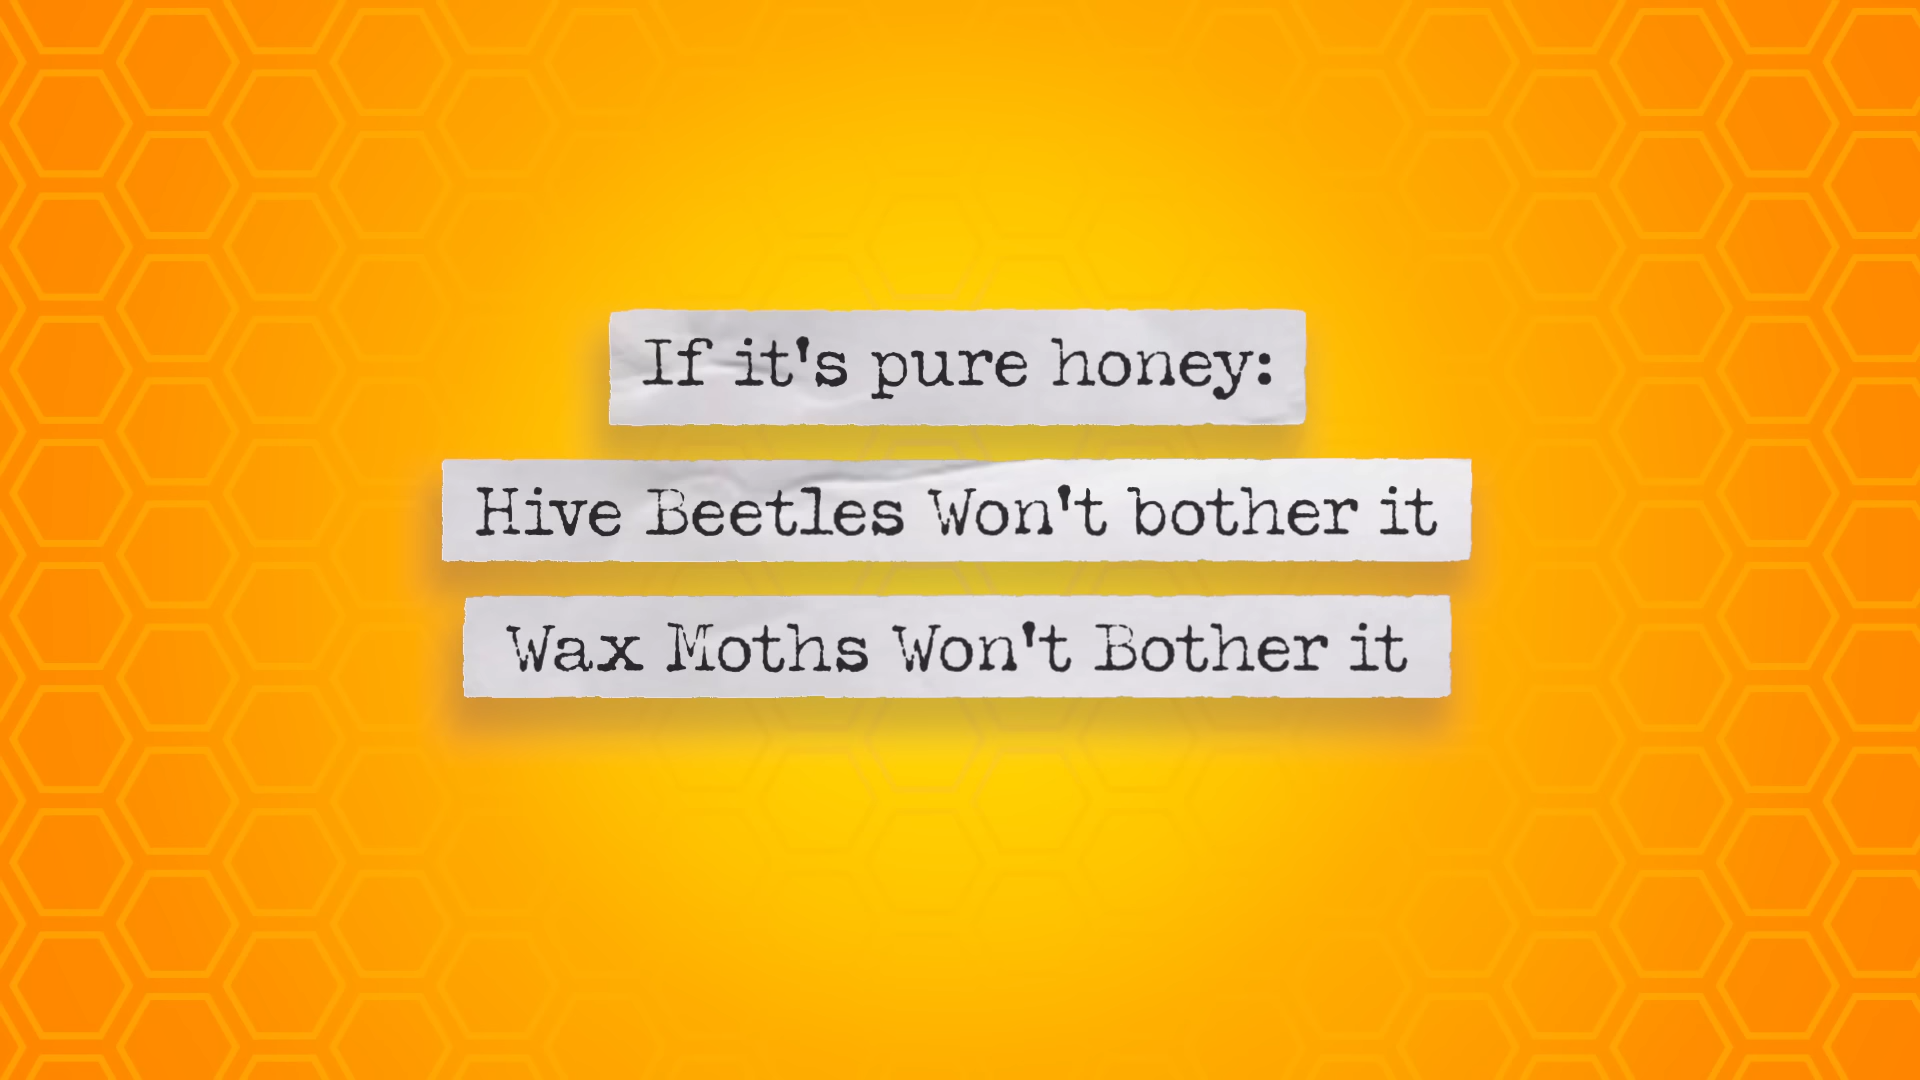 If it's pure honey:
Hive Beetles Won't bother it
Wax Moths Won't Bother it